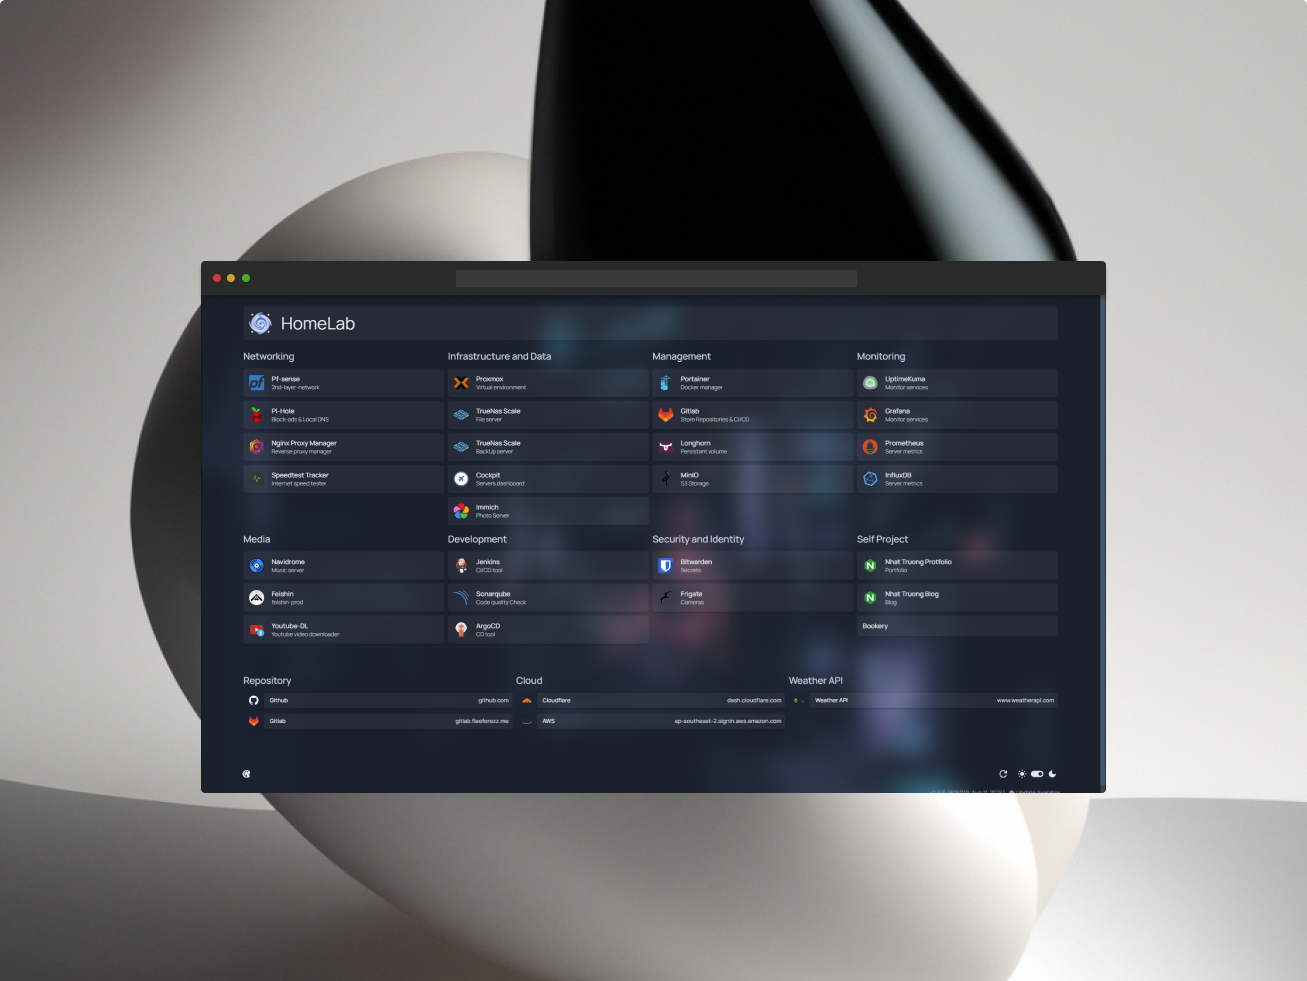 HomeLab
Networking
Pf-sense
2nd-layer-network
Pi-Hole
Block-ads & Local DNS
Nginx Proxy Manager
Reverse proxy manager
Speedtest Tracker
Internet speed tester
Infrastructure and Data
Proxmox
Virtual environment
TrueNas Scale
File server
TrueNas Scale
BackUp server
Cockpit
Servers dashboard
Immich
Photo Server
Management
Portainer
Docker manager
Gitlab
Store Repositories & CI/CD
Longhorn
Persistant volume
MinIO
S3 Storage
Monitoring
UptimeKuma
Monitor services
Grafana
Monitor services
Prometheus
Server metrics
InfluxDB
Server metrics
Media
Navidrome
Music server
Feishin
feishin-prod
Youtube-DL
Youtube video downloader
Development
Jenkins
CI/CD tool
Sonarqube
Code quality Check
ArgoCD
CD tool
Security and Identity
Bitwarden
Secrets
Frigate
Cameras
Self Project
Nhat Truong Protfolio
Portfolio
Nhat Truong Blog
Blog
Bookery
Repository
Github github.com
Gitlab gitlab.fleeforezz.me
Cloud
Cloudflare dash.cloudflare.com
AWS ap-southeast-2.signin.aws.amazon.com
Weather API
Weather API www.weatherapi.com